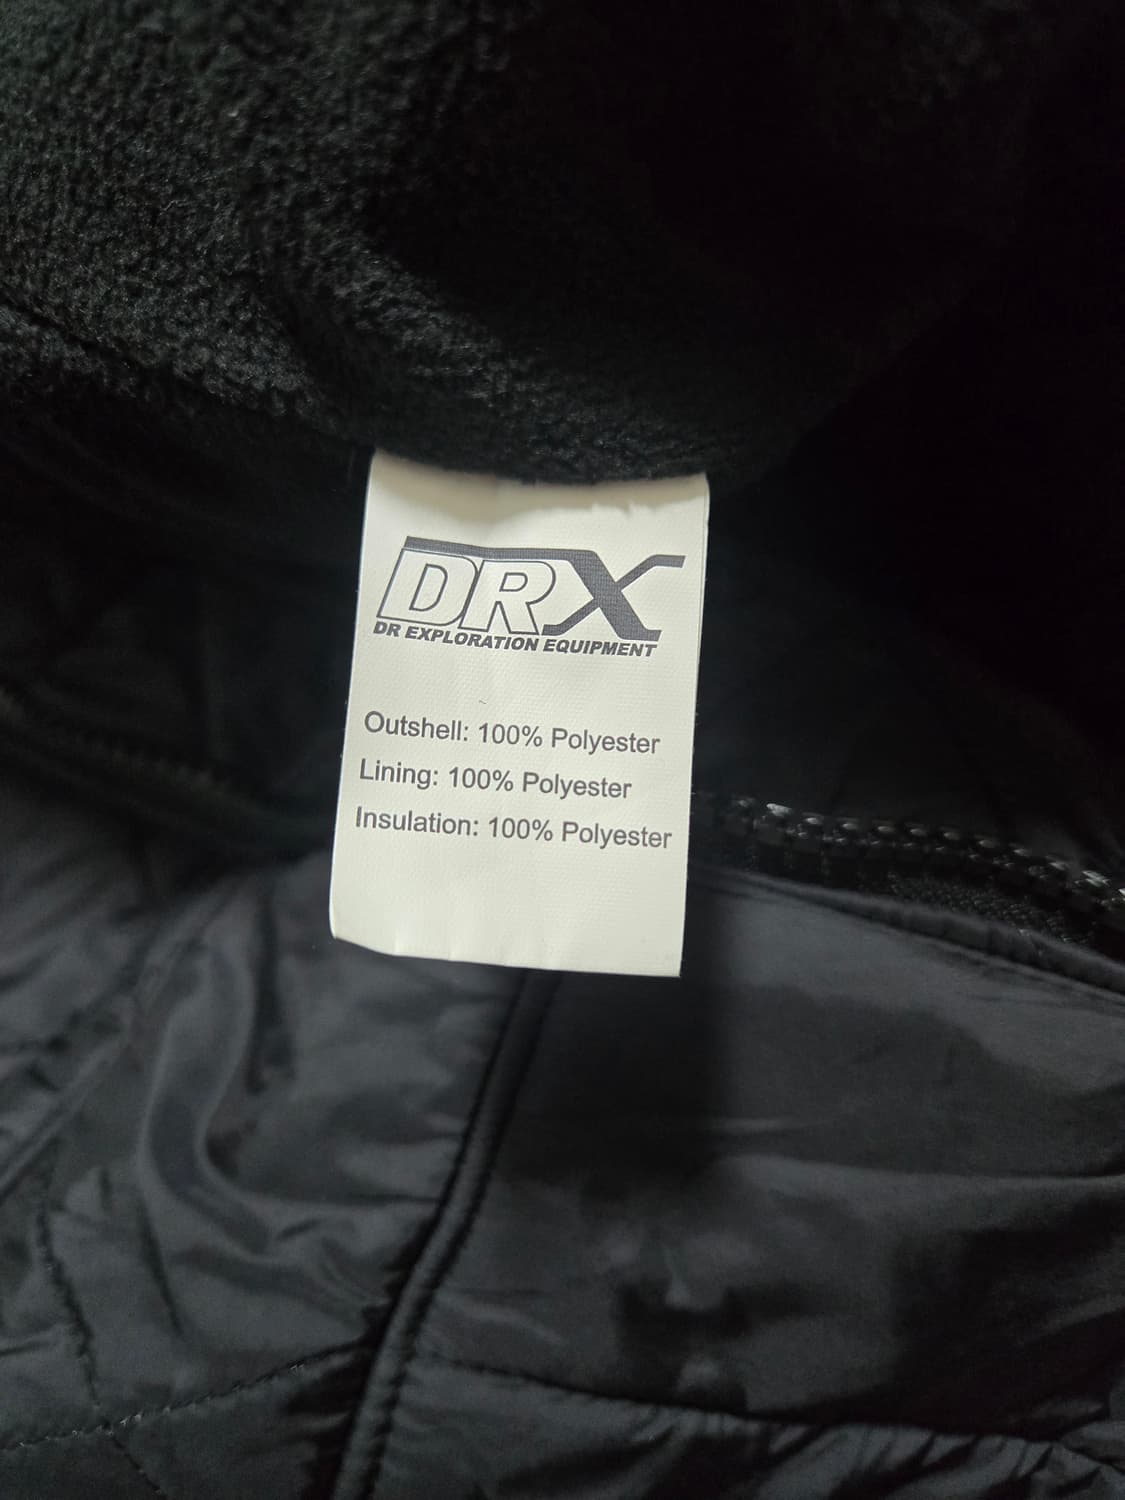 DRX
DR EXPLORATION EQUIPMENT
Outshell: 100% Polyester
Lining: 100% Polyester
Insulation: 100% Polyester